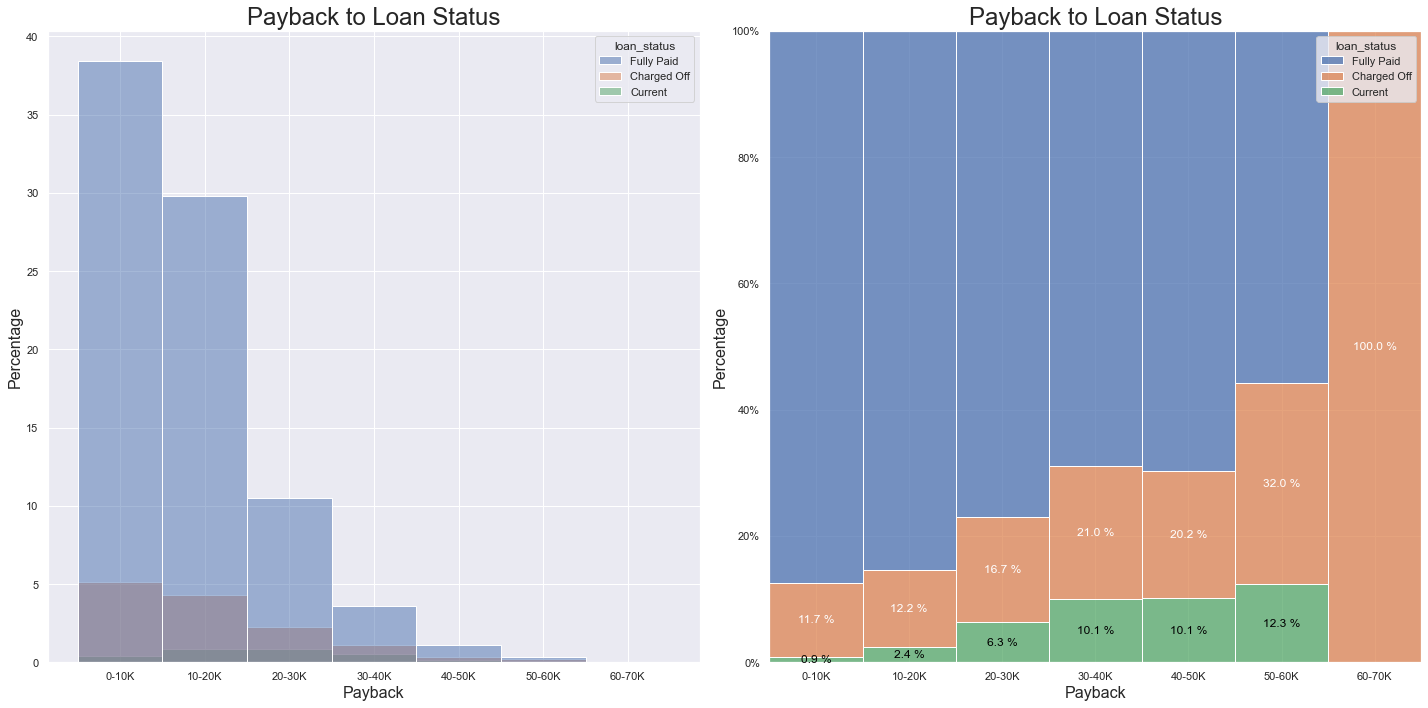 Payback to Loan Status
40
35
30
25
20
15
10
5
0
Percentage
loan_status
Fully Paid
Charged Off
Current
0-10K 10-20K 20-30K 30-40K 40-50K 50-60K 60-70K
Payback
Payback to Loan Status
100%
80%
60%
40%
20%
0%
Percentage
loan_status
Fully Paid
Charged Off
Current
100.0 %
32.0 %
21.0 %
20.2 %
16.7 %
12.2 %
11.7 %
12.3 %
10.1 %
10.1 %
6.3 %
2.4 %
0.9 %
0-10K 10-20K 20-30K 30-40K 40-50K 50-60K 60-70K
Payback